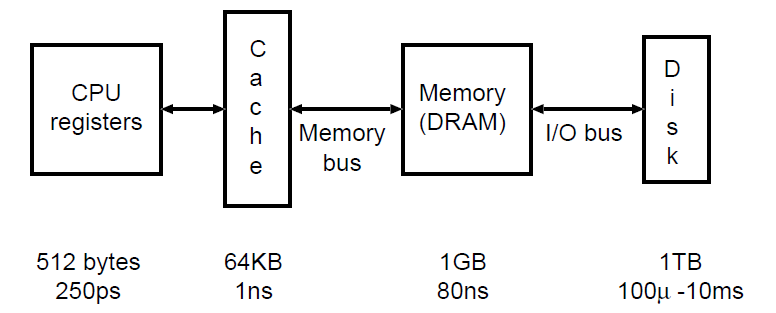 CPU
registers
Cache
Memory
bus
Memory
(DRAM)
I/O bus
Disk
512 bytes
250ps
64KB
1ns
1GB
80ns
1TB
100μ -10ms